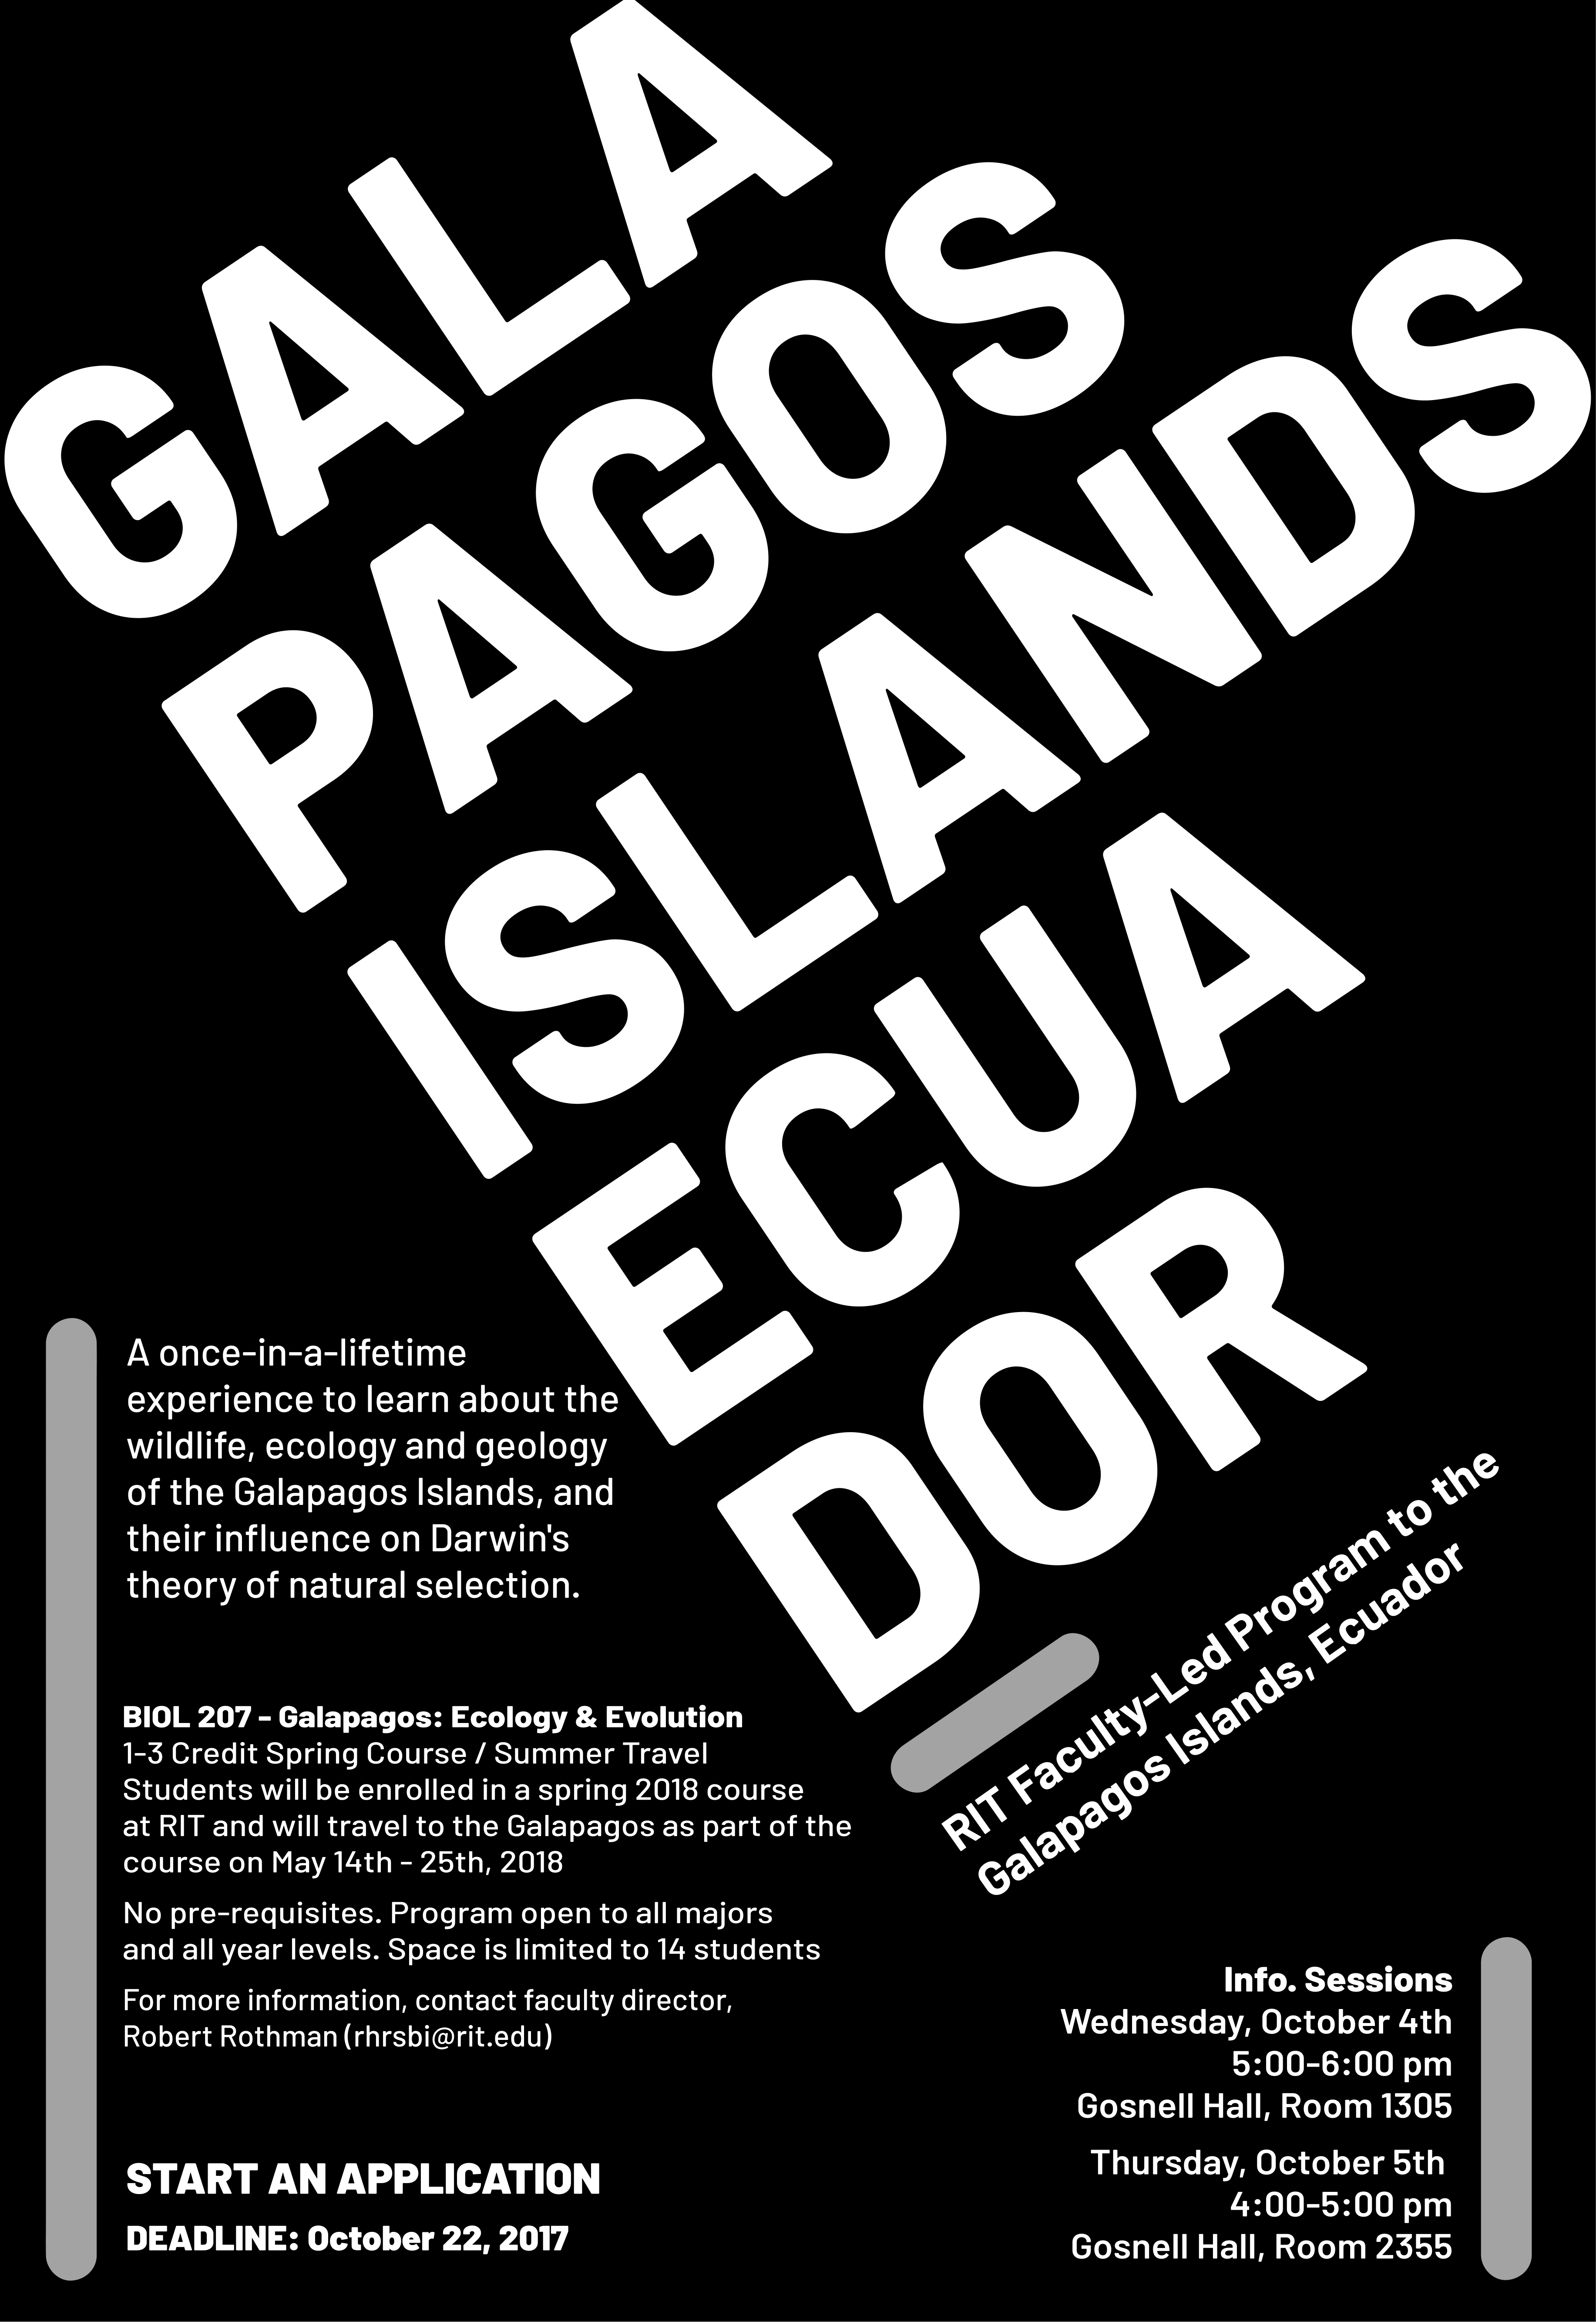 GALA
PAGOS
ISLANDS
ECUA
DOR
RIT Faculty-Led Program to the
Galapagos Islands, Ecuador
A once-in-a-lifetime
experience to learn about the
wildlife, ecology and geology
of the Galapagos Islands, and
their influence on Darwin's
theory of natural selection.
BIOL 207 - Galapagos: Ecology & Evolution
1-3 Credit Spring Course / Summer Travel
Students will be enrolled in a spring 2018 course
at RIT and will travel to the Galapagos as part of the
course on May 14th - 25th, 2018
No pre-requisites. Program open to all majors
and all year levels. Space is limited to 14 students
For more information, contact faculty director,
Robert Rothman (rhrsbi@rit.edu)
START AN APPLICATION
DEADLINE: October 22, 2017
Info. Sessions
Wednesday, October 4th
5:00-6:00 pm
Gosnell Hall, Room 1305
Thursday, October 5th
4:00-5:00 pm
Gosnell Hall, Room 2355